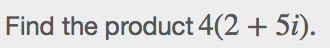 Find the product 4(2 + 5i).